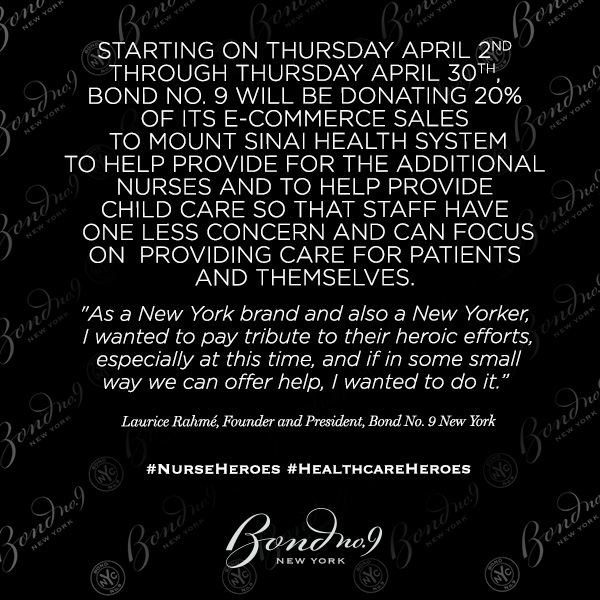 STARTING ON THURSDAY APRIL 2ND
THROUGH THURSDAY APRIL 30TH,
BOND NO. 9 WILL BE DONATING 20%
OF ITS E-COMMERCE SALES
TO MOUNT SINAI HEALTH SYSTEM
TO HELP PROVIDE FOR THE ADDITIONAL
NURSES AND TO HELP PROVIDE
CHILD CARE SO THAT STAFF HAVE
ONE LESS CONCERN AND CAN FOCUS
ON PROVIDING CARE FOR PATIENTS
AND THEMSELVES.
"As a New York brand and also a New Yorker,
I wanted to pay tribute to their heroic efforts,
especially at this time, and if in some small
way we can offer help, I wanted to do it.”
Laurice Rahmé, Founder and President, Bond No. 9 New York
#NURSEHEROES #HEALTHCAREHEROES
Bond no.9
NEW YORK